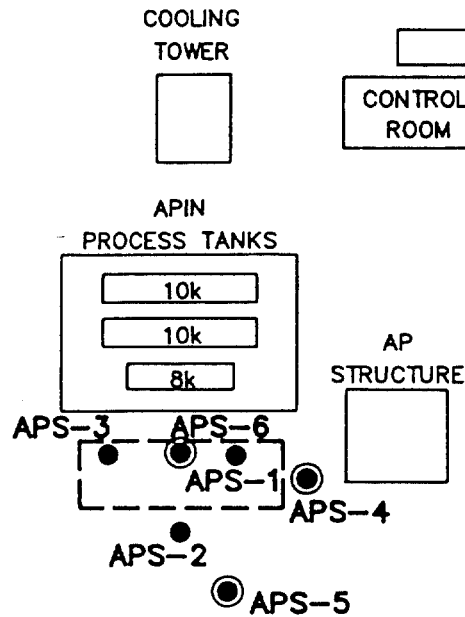 COOLING
TOWER
CONTROL
ROOM
APIN
PROCESS TANKS
10k
10k
8k
AP
STRUCTURE
APS-3
APS-6
APS-1
APS-4
APS-2
APS-5